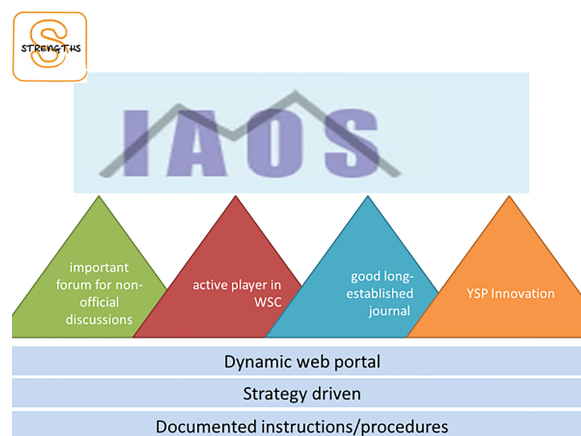 S
STRENGTHS
IAOS
important
forum for non-
official
discussions
active player in
WSC
good long-
established
journal
YSP Innovation
Dynamic web portal
Strategy driven
Documented instructions/procedures